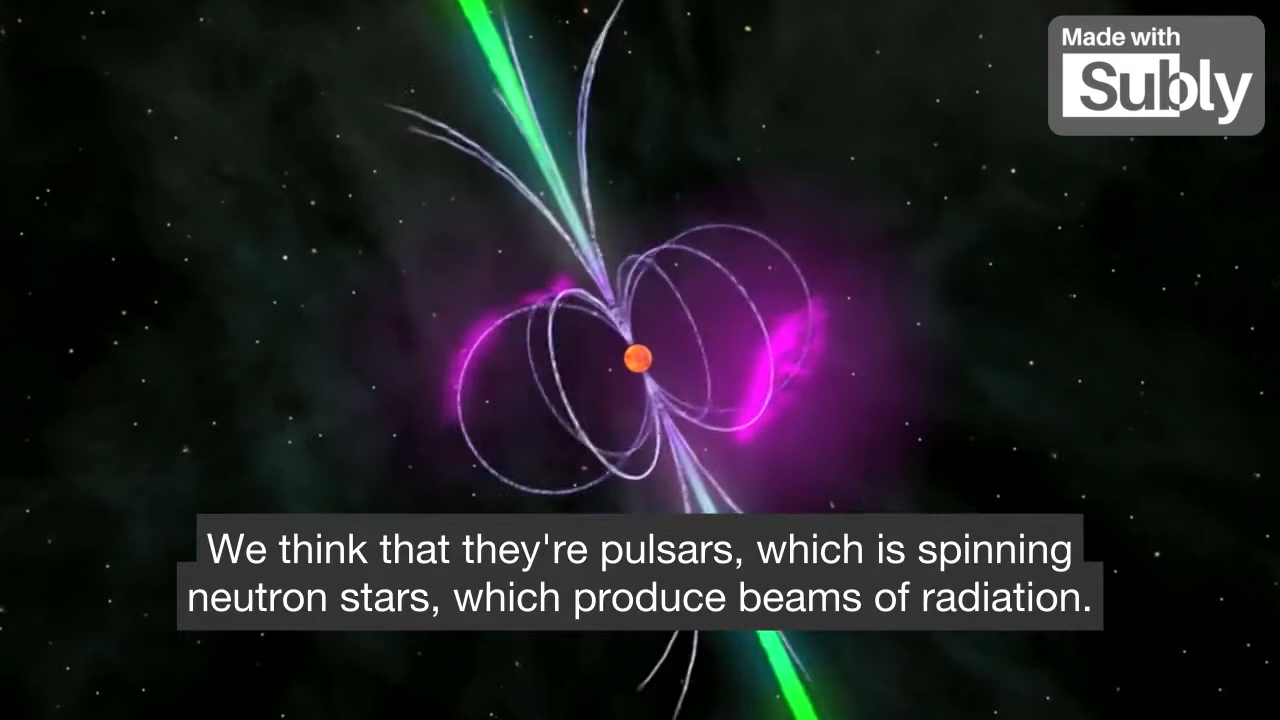 Made with
Subly
We think that they're pulsars, which is spinning
neutron stars, which produce beams of radiation.